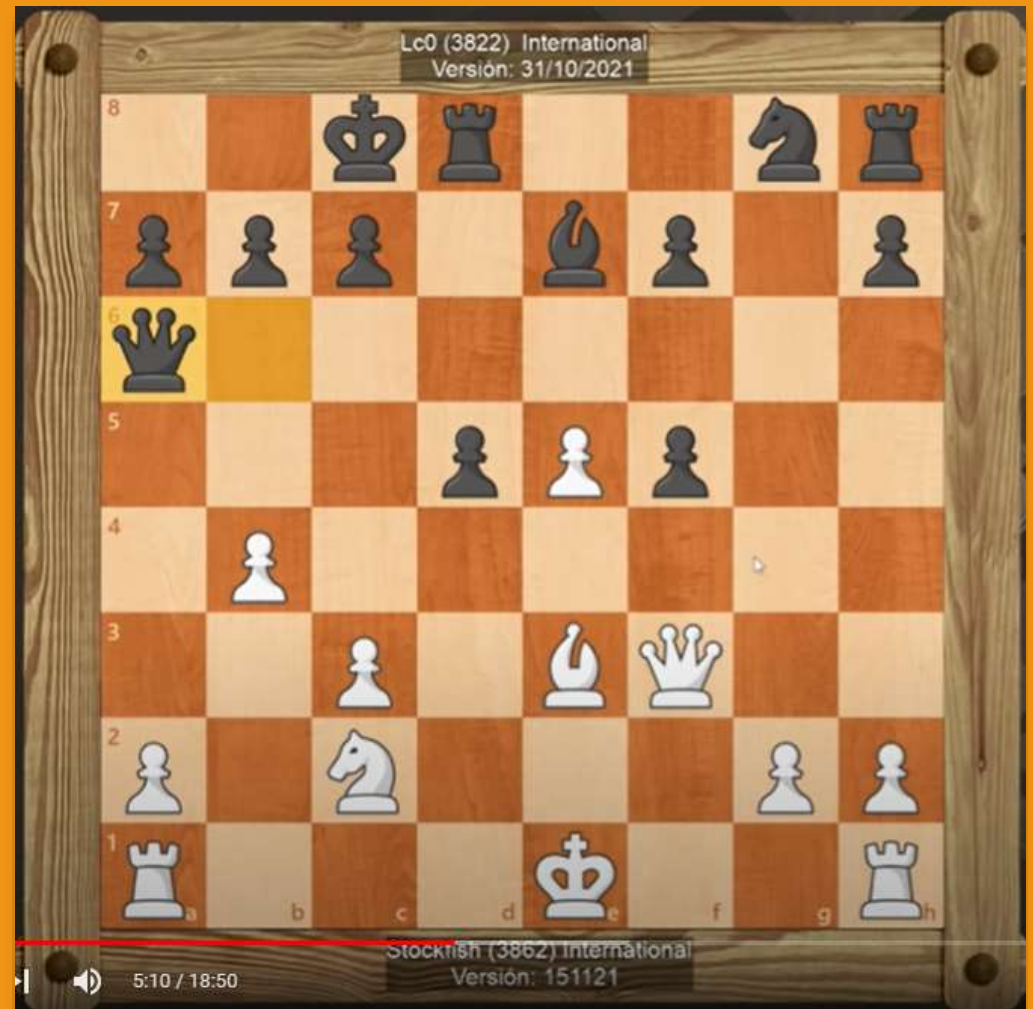 Lc0 (3822) International
Versión: 31/10/2021
8
7
6
5
4
3
2
1
a b c d e f g h
Stockfish (3862) International
Versión: 151121
5:10 / 18:50